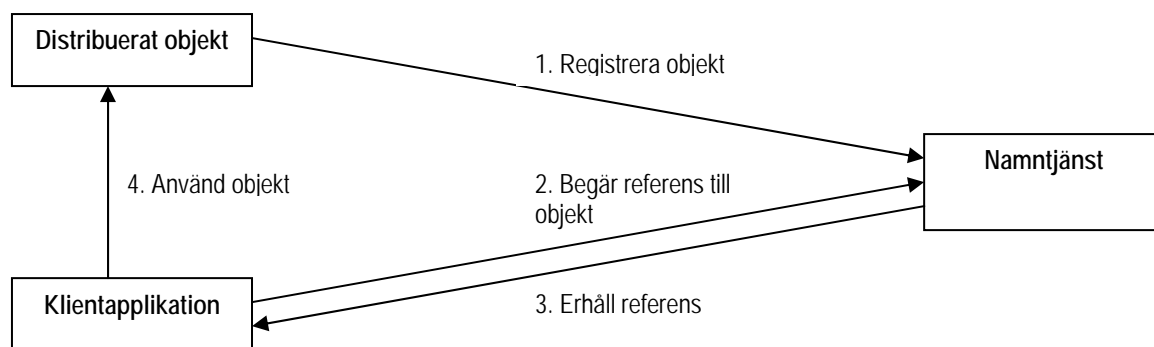 Distribuerat objekt
1. Registrera objekt
Namntjänst
4. Använd objekt
2. Begär referens till
objekt
Klientapplikation
3. Erhåll referens